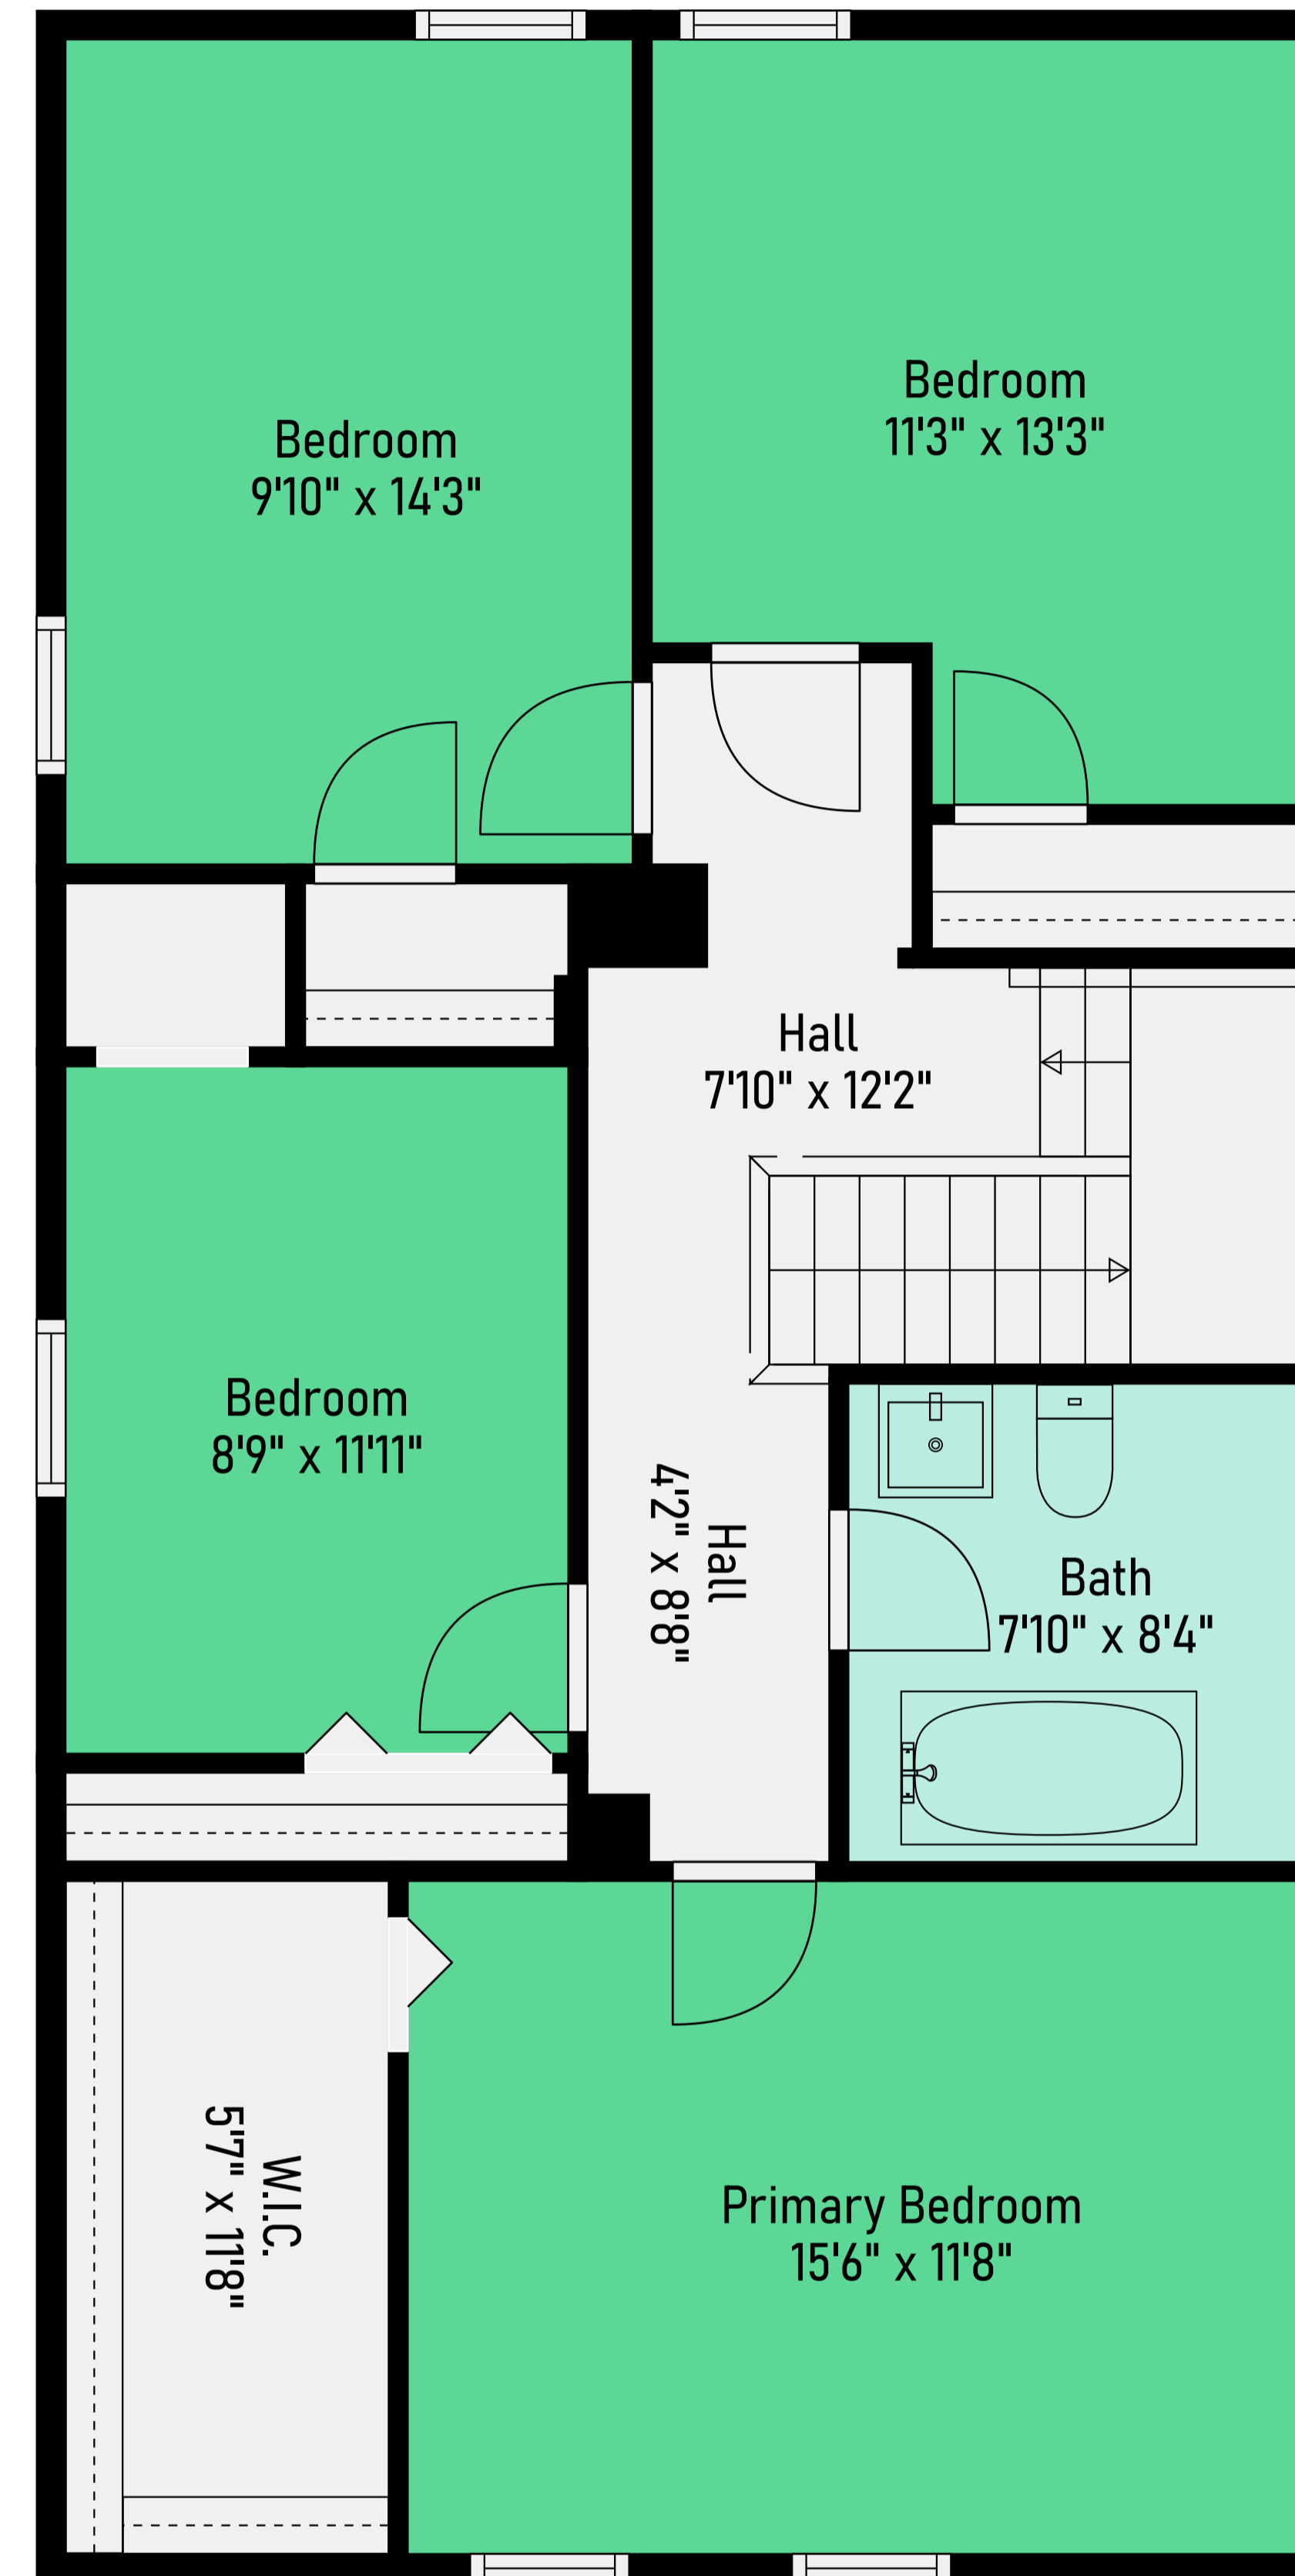 Bedroom
9'10" x 14'3"
Bedroom
11'3" x 13'3"
Hall
7'10" x 12'2"
Bedroom
8'9" x 11'11"
Hall
4'2" x 8'8"
Bath
7'10" x 8'4"
W.I.C.
5'7" x 11'8"
Primary Bedroom
15'6" x 11'8"